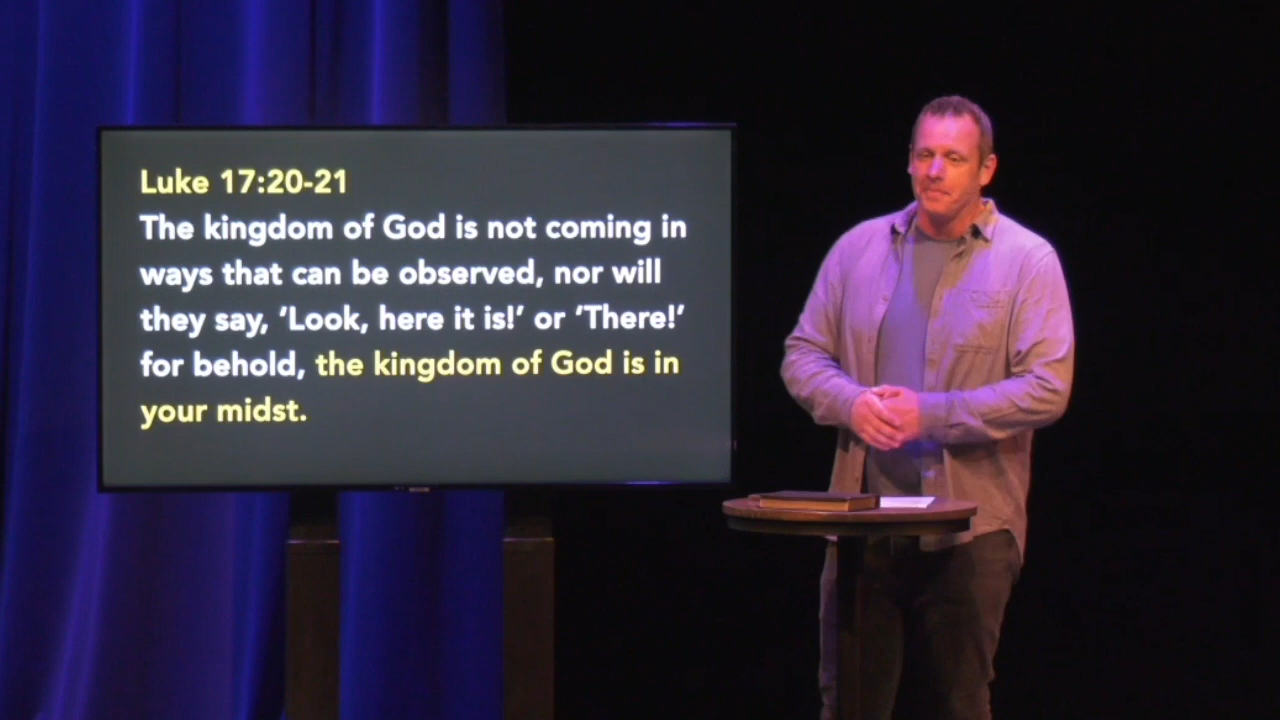 Luke 17:20-21
The kingdom of God is not coming in
ways that can be observed, nor will
they say, ‘Look, here it is!’ or ‘There!’
for behold, the kingdom of God is in
your midst.